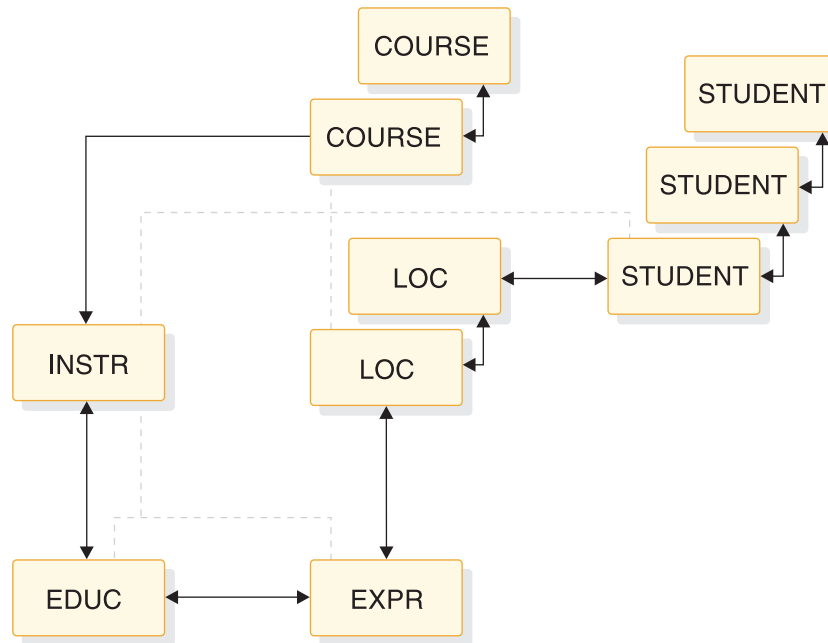 COURSE
STUDENT
COURSE
STUDENT
LOC
STUDENT
INSTR
LOC
EDUC
EXPR